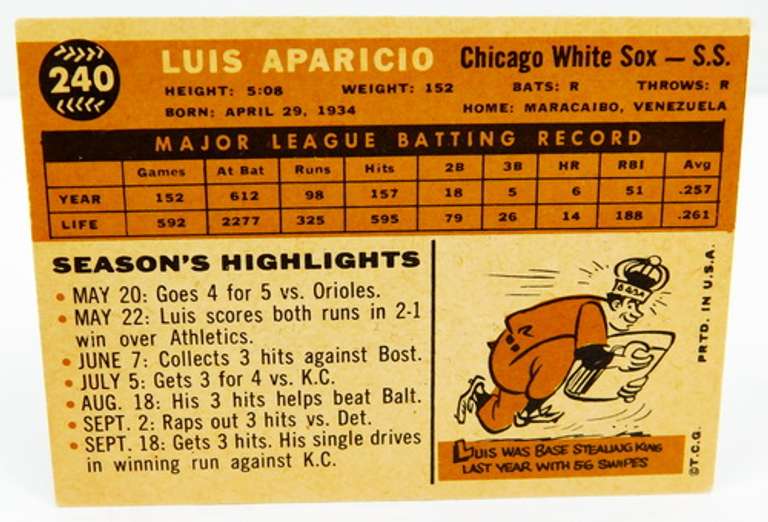 240
LUIS APARICIO Chicago White Sox — S.S.
HEIGHT: 5:08 WEIGHT: 152 BATS: R THROWS: R
BORN: APRIL 29, 1934 HOME: MARACAIBO, VENEZUELA
MAJOR LEAGUE BATTING RECORD
Games At Bat Runs Hits 2B 3B HR RBI Avg
YEAR 152 612 98 157 18 5 6 51 .257
LIFE 592 2277 325 595 79 26 14 188 .261
SEASON'S HIGHLIGHTS
• MAY 20: Goes 4 for 5 vs. Orioles.
• MAY 22: Luis scores both runs in 2-1
win over Athletics.
• JUNE 7: Collects 3 hits against Bost.
• JULY 5: Gets 3 for 4 vs. K.C.
• AUG. 18: His 3 hits helps beat Balt.
• SEPT. 2: Raps out 3 hits vs. Det.
• SEPT. 18: Gets 3 hits. His single drives
in winning run against K.C.
LUIS WAS BASE STEALING KING
LAST YEAR WITH 56 SWIPES
©T.C.G. PRTD. IN U.S.A.